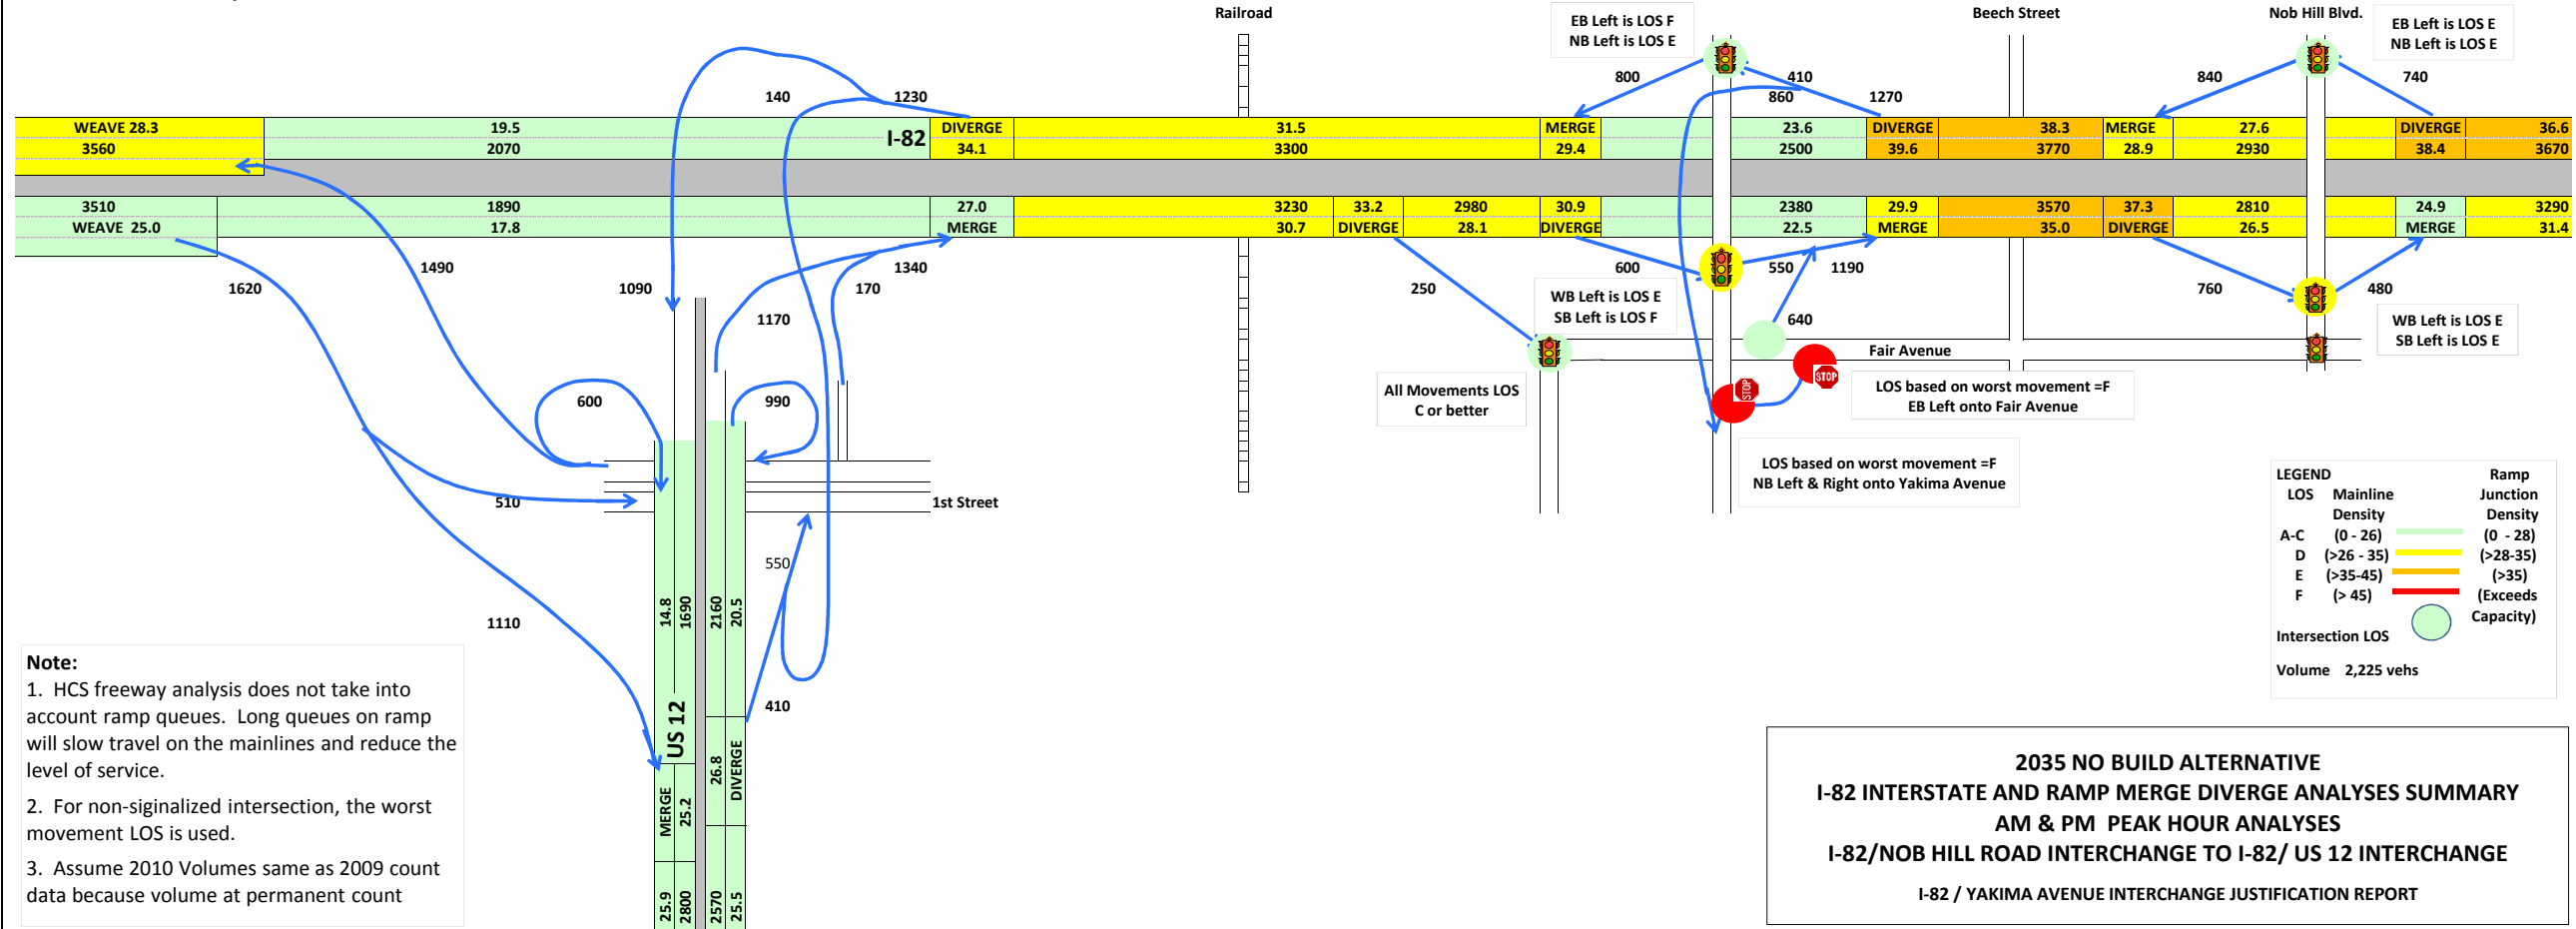 Railroad
EB Left is LOS F
NB Left is LOS E
Beech Street
Nob Hill Blvd.
EB Left is LOS E
NB Left is LOS E
140
1230
800
410
860
1270
840
740
WEAVE 28.3
3560
19.5
2070
I-82
DIVERGE
34.1
31.5
3300
MERGE
29.4
23.6
2500
DIVERGE
39.6
38.3
3770
MERGE
28.9
27.6
2930
DIVERGE
38.4
36.6
3670
3510
WEAVE 25.0
1890
17.8
27.0
MERGE
3230
30.7
33.2
DIVERGE
2980
28.1
30.9
DIVERGE
2380
22.5
29.9
MERGE
3570
35.0
37.3
DIVERGE
2810
26.5
24.9
MERGE
3290
31.4
1620
1490
1090
1340
170
1170
250
600
550
1190
640
760
480
WB Left is LOS E
SB Left is LOS F
WB Left is LOS E
SB Left is LOS E
Fair Avenue
All Movements LOS
C or better
STOP
STOP
LOS based on worst movement =F
EB Left onto Fair Avenue
LOS based on worst movement =F
NB Left & Right onto Yakima Avenue
600
990
510
1st Street
550
410
1110
14.8
1690
2160
20.5
US 12
MERGE
25.2
26.8
DIVERGE
25.9
2800
2570
25.5
LEGEND
LOS Mainline Density
Ramp Junction Density
A-C (0 - 26) (0 - 28)
D (>26 - 35) (>28-35)
E (>35-45) (>35)
F (> 45) (Exceeds Capacity)
Intersection LOS
Volume 2,225 vehs
Note:
1. HCS freeway analysis does not take into
account ramp queues. Long queues on ramp
will slow travel on the mainlines and reduce the
level of service.
2. For non-siginalized intersection, the worst
movement LOS is used.
3. Assume 2010 Volumes same as 2009 count
data because volume at permanent count
2035 NO BUILD ALTERNATIVE
I-82 INTERSTATE AND RAMP MERGE DIVERGE ANALYSES SUMMARY
AM & PM PEAK HOUR ANALYSES
I-82/NOB HILL ROAD INTERCHANGE TO I-82/ US 12 INTERCHANGE
I-82 / YAKIMA AVENUE INTERCHANGE JUSTIFICATION REPORT